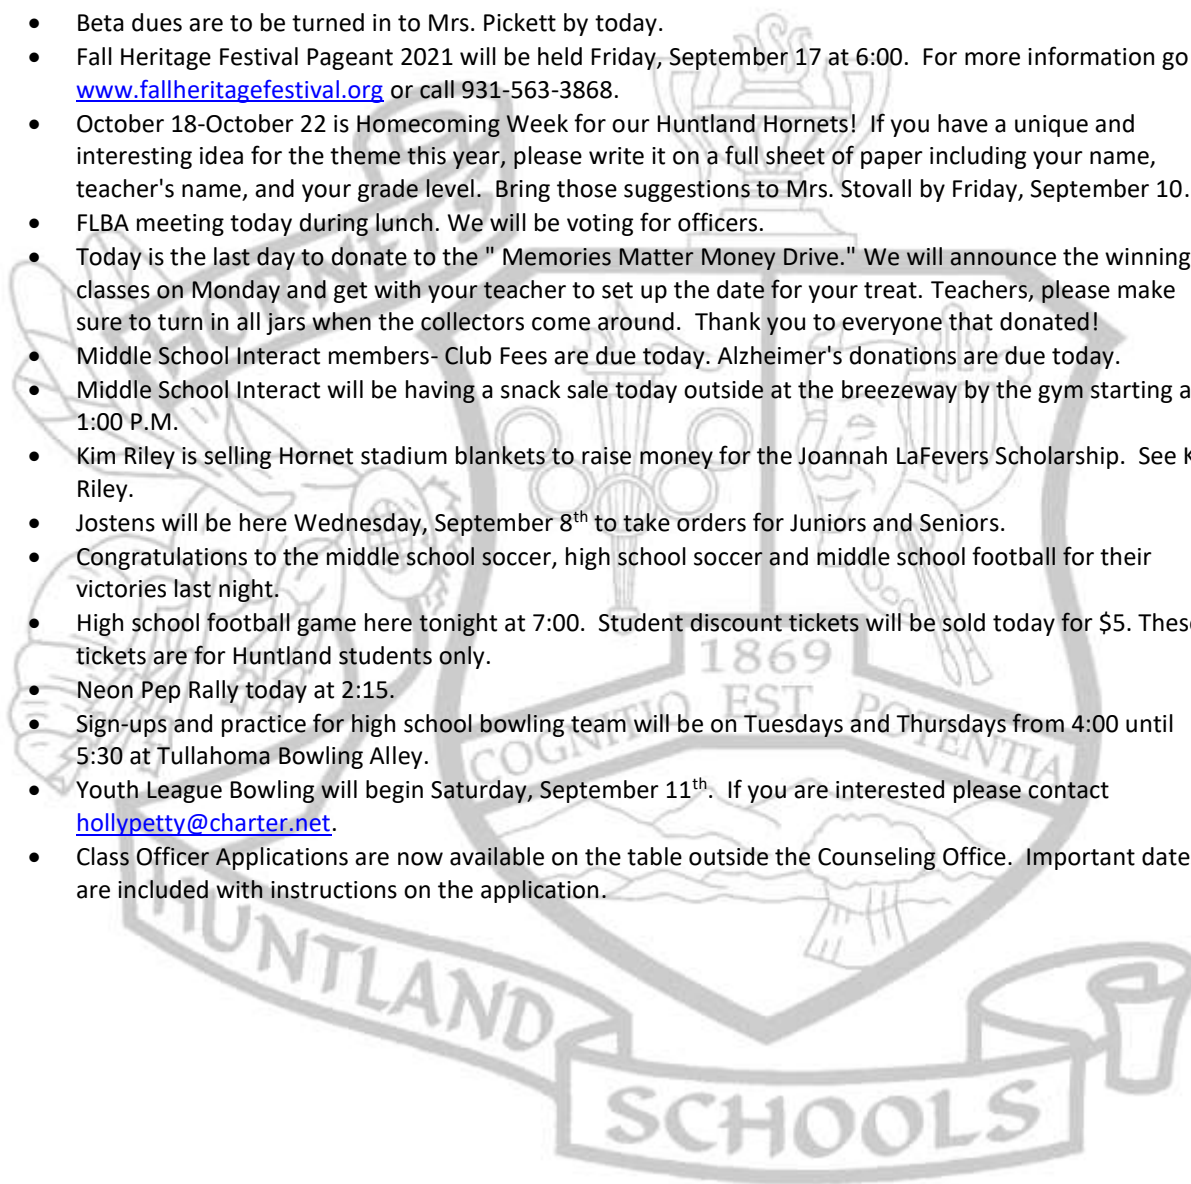 • Beta dues are to be turned in to Mrs. Pickett by today.
• Fall Heritage Festival Pageant 2021 will be held Friday, September 17 at 6:00.  For more information go
www.fallheritagefestival.org or call 931-563-3868.
• October 18-October 22 is Homecoming Week for our Huntland Hornets!  If you have a unique and
interesting idea for the theme this year, please write it on a full sheet of paper including your name,
teacher's name, and your grade level.  Bring those suggestions to Mrs. Stovall by Friday, September 10.
• FLBA meeting today during lunch. We will be voting for officers.
• Today is the last day to donate to the " Memories Matter Money Drive." We will announce the winning
classes on Monday and get with your teacher to set up the date for your treat. Teachers, please make
sure to turn in all jars when the collectors come around.  Thank you to everyone that donated!
• Middle School Interact members- Club Fees are due today. Alzheimer's donations are due today.
• Middle School Interact will be having a snack sale today outside at the breezeway by the gym starting a
1:00 P.M.
• Kim Riley is selling Hornet stadium blankets to raise money for the Joannah LaFevers Scholarship.  See K
Riley.
• Jostens will be here Wednesday, September 8th to take orders for Juniors and Seniors.
• Congratulations to the middle school soccer, high school soccer and middle school football for their
victories last night.
• High school football game here tonight at 7:00.  Student discount tickets will be sold today for $5. These
tickets are for Huntland students only.
• Neon Pep Rally today at 2:15.
• Sign-ups and practice for high school bowling team will be on Tuesdays and Thursdays from 4:00 until
5:30 at Tullahoma Bowling Alley.
• Youth League Bowling will begin Saturday, September 11th.  If you are interested please contact
hollypetty@charter.net.
• Class Officer Applications are now available on the table outside the Counseling Office.  Important date
are included with instructions on the application.
HORNETS
1869
COGNITIO EST POTENTIA
HUNTLAND
SCHOOLS